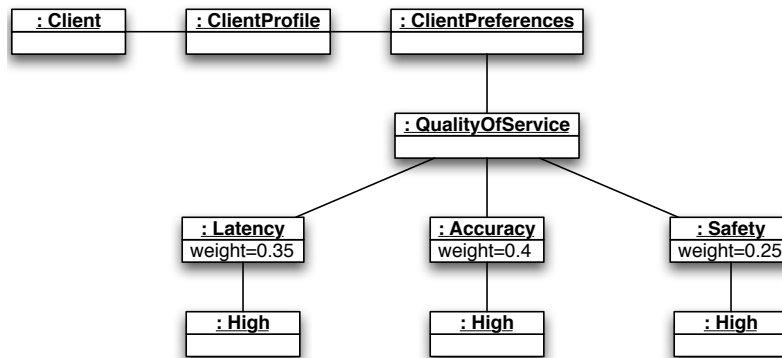 : Client
: ClientProfile
: ClientPreferences
: QualityOfService
: Latency
weight=0.35
: Accuracy
weight=0.4
: Safety
weight=0.25
: High
: High
: High